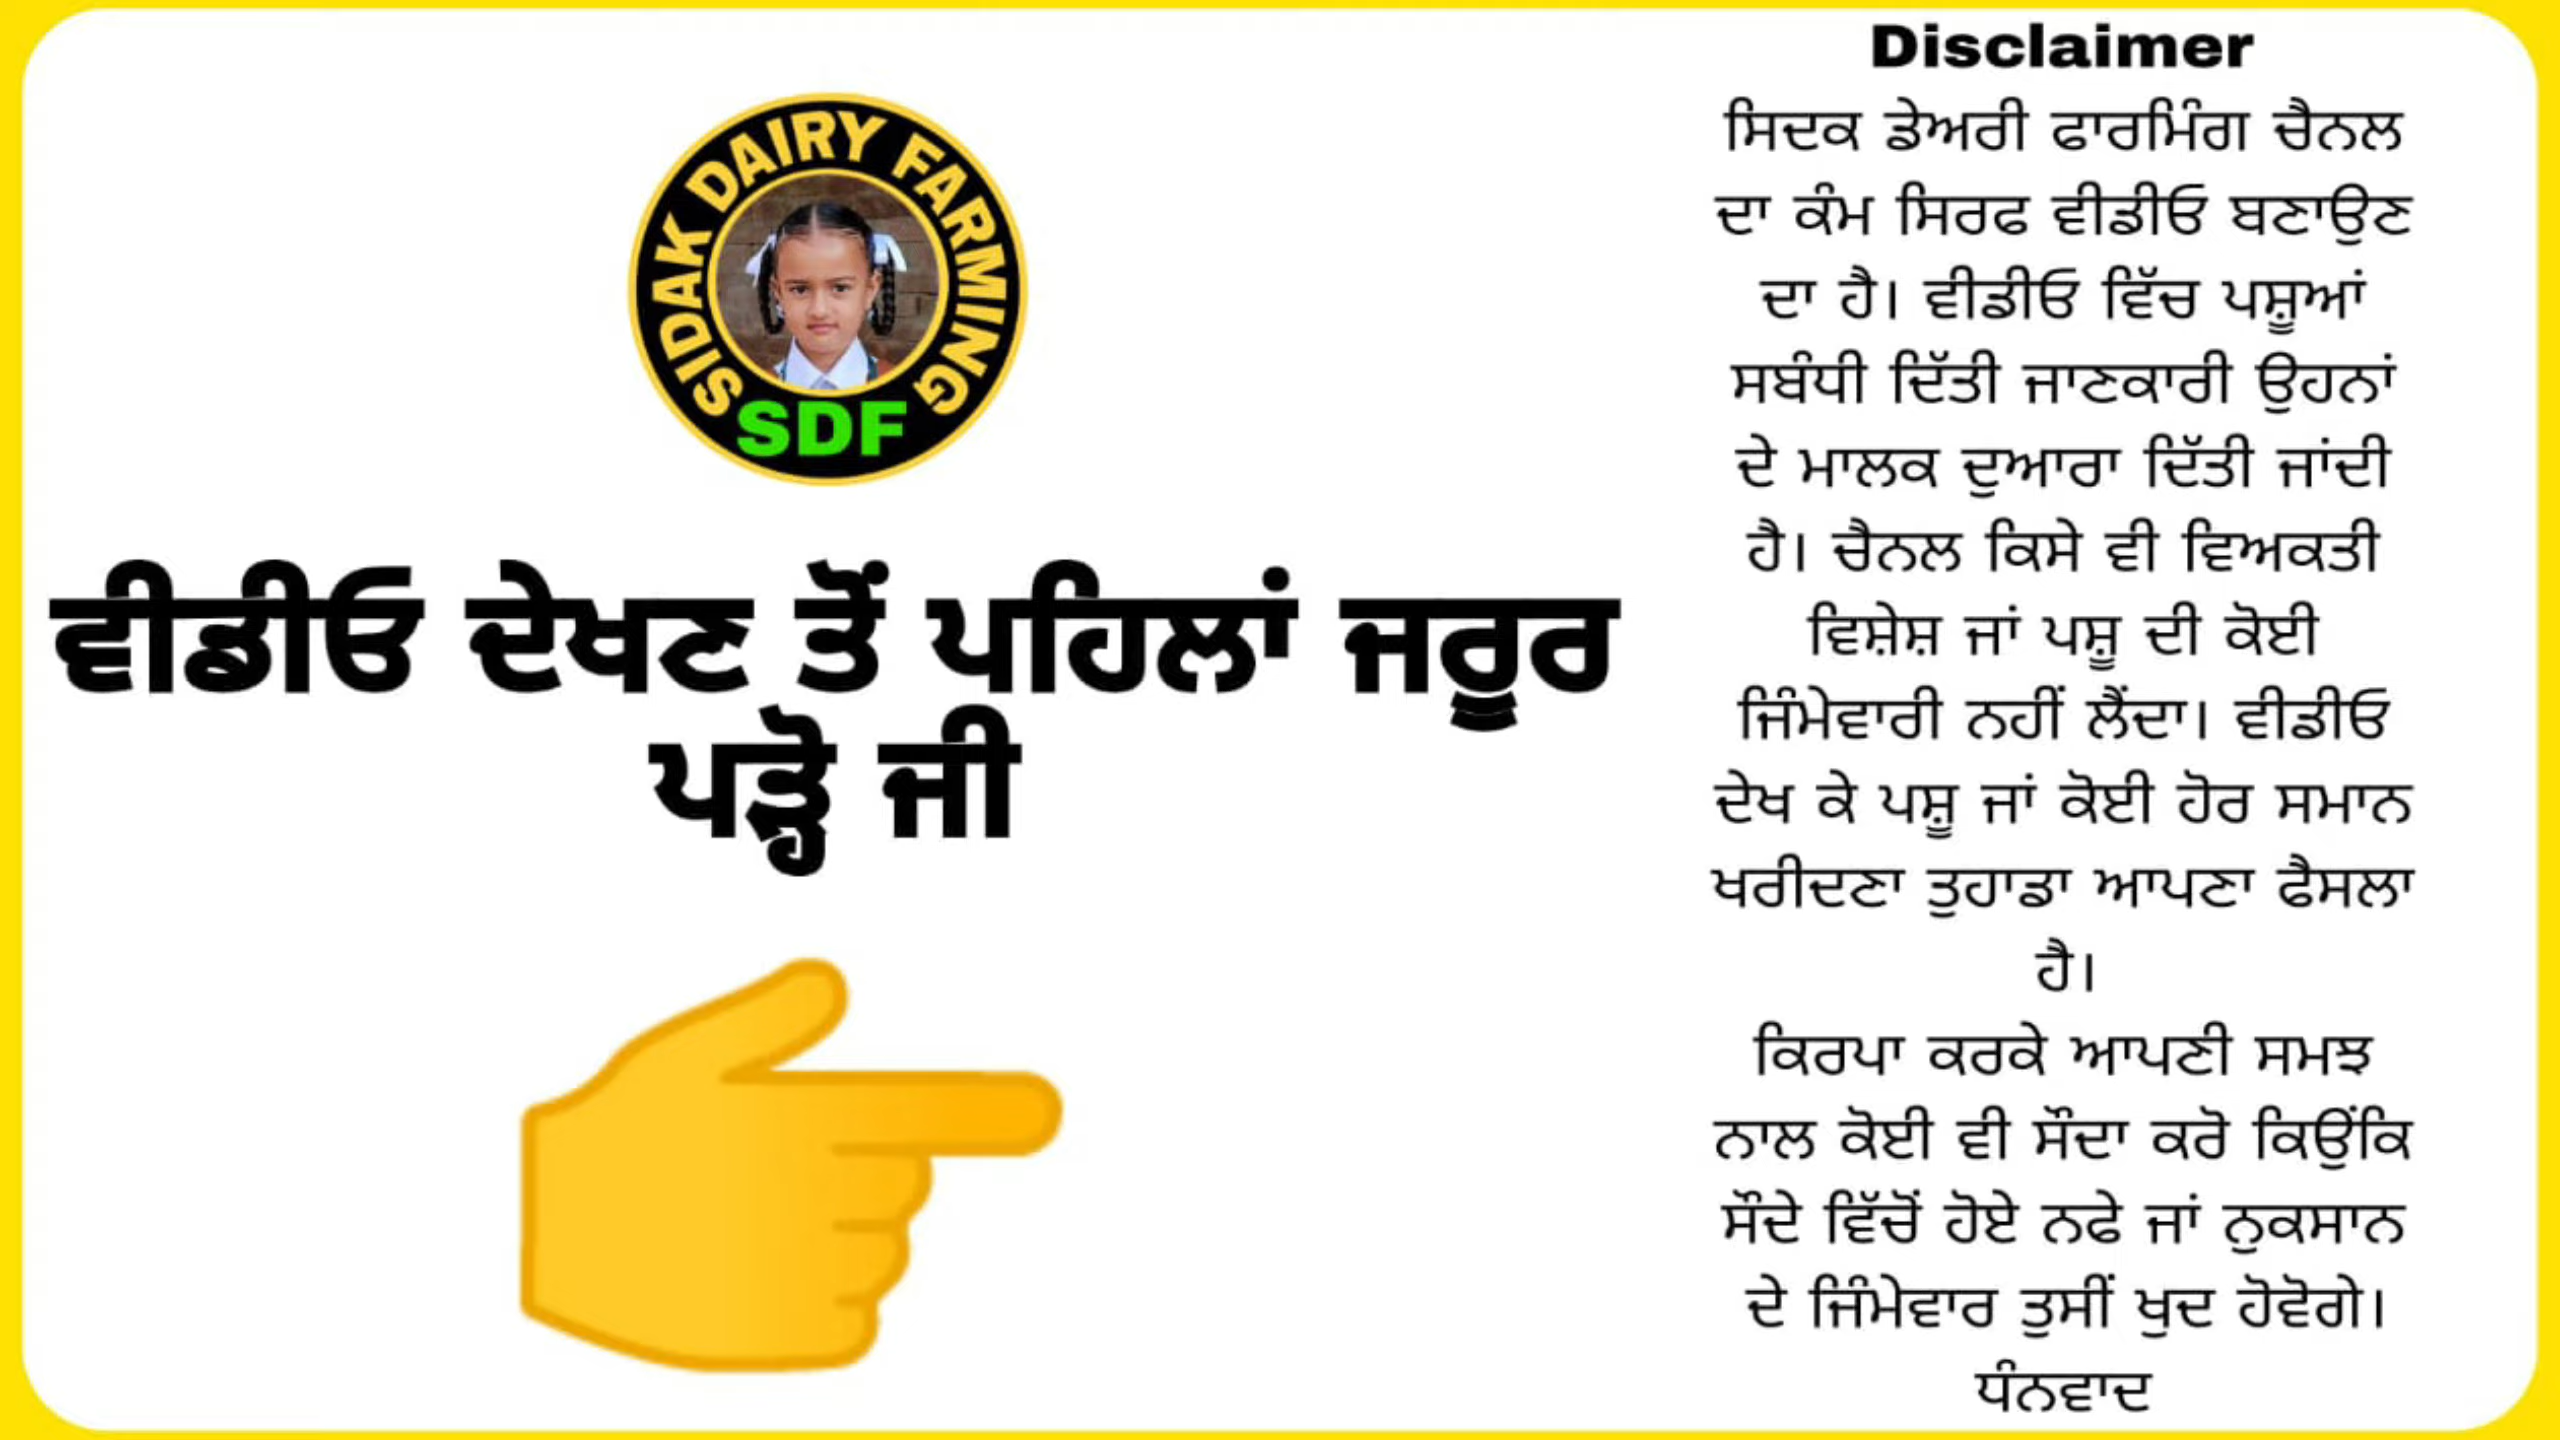 SIDAK DAIRY FARMING
SDF
ਵੀਡੀਓ ਦੇਖਣ ਤੋਂ ਪਹਿਲਾਂ ਜਰੂਰ
ਪੜ੍ਹੋ ਜੀ
Disclaimer
ਸਿਦਕ ਡੇਅਰੀ ਫਾਰਮਿੰਗ ਚੈਨਲ
ਦਾ ਕੰਮ ਸਿਰਫ ਵੀਡੀਓ ਬਣਾਉਣ
ਦਾ ਹੈ। ਵੀਡੀਓ ਵਿੱਚ ਪਸ਼ੂਆਂ
ਸਬੰਧੀ ਦਿੱਤੀ ਜਾਣਕਾਰੀ ਉਹਨਾਂ
ਦੇ ਮਾਲਕ ਦੁਆਰਾ ਦਿੱਤੀ ਜਾਂਦੀ
ਹੈ। ਚੈਨਲ ਕਿਸੇ ਵੀ ਵਿਅਕਤੀ
ਵਿਸ਼ੇਸ਼ ਜਾਂ ਪਸ਼ੂ ਦੀ ਕੋਈ
ਜਿੰਮੇਵਾਰੀ ਨਹੀਂ ਲੈਂਦਾ। ਵੀਡੀਓ
ਦੇਖ ਕੇ ਪਸ਼ੂ ਜਾਂ ਕੋਈ ਹੋਰ ਸਮਾਨ
ਖਰੀਦਣਾ ਤੁਹਾਡਾ ਆਪਣਾ ਫੈਸਲਾ
ਹੈ।
ਕਿਰਪਾ ਕਰਕੇ ਆਪਣੀ ਸਮਝ
ਨਾਲ ਕੋਈ ਵੀ ਸੌਦਾ ਕਰੋ ਕਿਉਂਕਿ
ਸੌਦੇ ਵਿੱਚੋਂ ਹੋਏ ਨਫੇ ਜਾਂ ਨੁਕਸਾਨ
ਦੇ ਜਿੰਮੇਵਾਰ ਤੁਸੀਂ ਖੁਦ ਹੋਵੋਗੇ।
ਧੰਨਵਾਦ